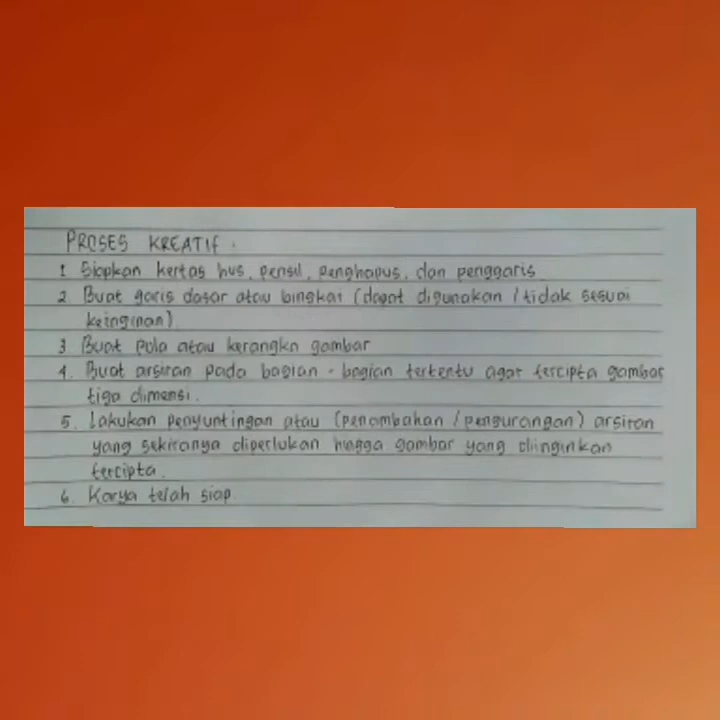 PROSES KREATIF.
1 Siapkan kertas hvs, pensil, penghapus, dan penggaris
2 Buat garis dasar atau bingkai (dapat digunakan / tidak sesuai
keinginan)
3 Buat pola atau kerangka gambar
4. Buat arsiran pada bagian - bagian tertentu agar tercipta gambar
tiga dimensi.
5. Lakukan penyuntingan atau (penambahan / pengurangan) arsiran
yang sekiranya diperlukan hingga gambar yang diinginkan
tercipta.
6. Karya telah siap